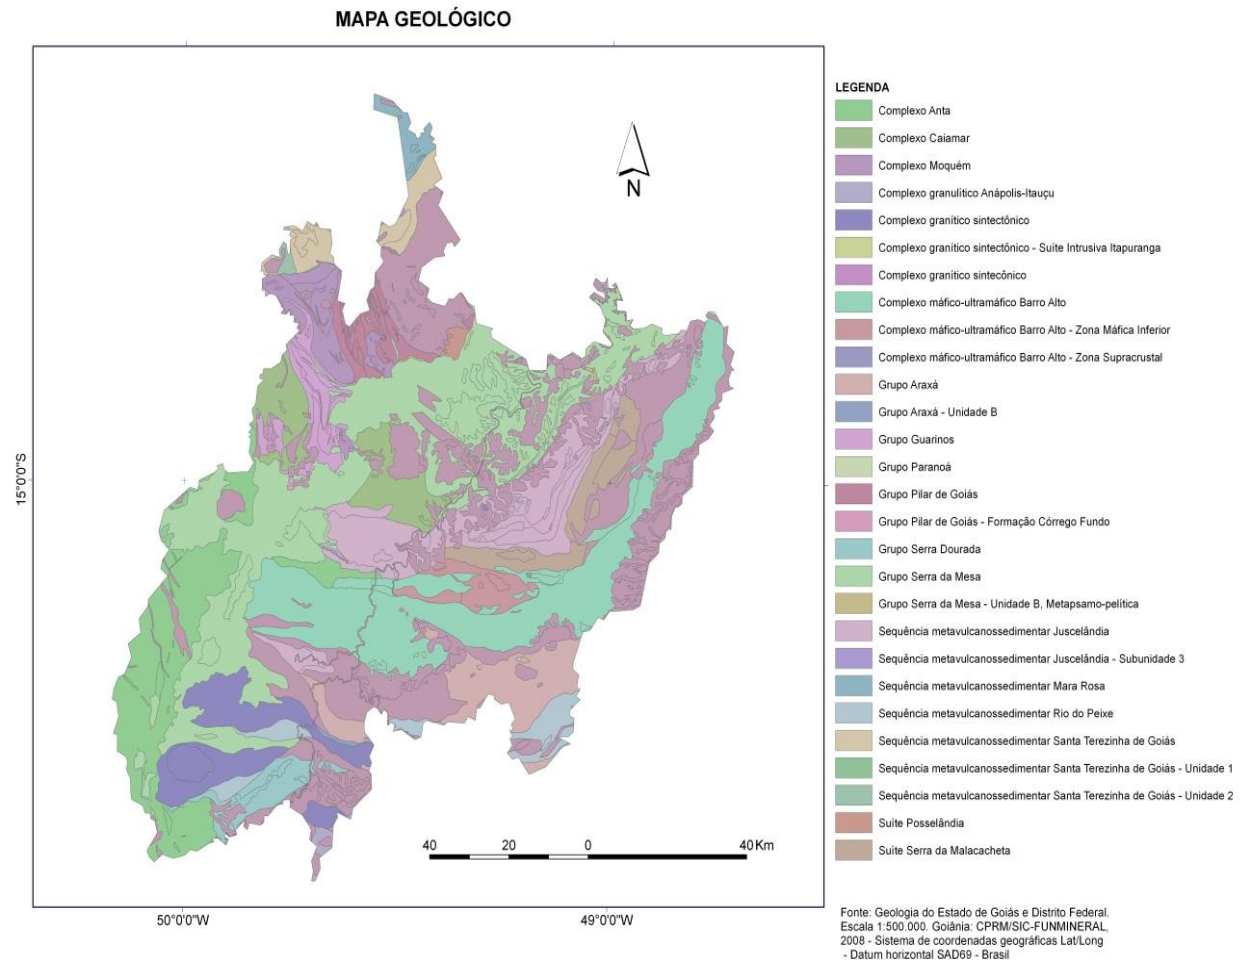 MAPA GEOLÓGICO
N
15°0'0"S
40 20 0 40 Km
50°0'0"W 49°0'0"W
LEGENDA
Complexo Anta
Complexo Caiamar
Complexo Moquém
Complexo granulítico Anápolis-Itauçu
Complexo granítico sintectônico
Complexo granítico sintectônico - Suite Intrusiva Itapuranga
Complexo granítico sintecônico
Complexo máfico-ultramáfico Barro Alto
Complexo máfico-ultramáfico Barro Alto - Zona Máfica Inferior
Complexo máfico-ultramáfico Barro Alto - Zona Supracrustal
Grupo Araxá
Grupo Araxá - Unidade B
Grupo Guarinos
Grupo Paranoá
Grupo Pilar de Goiás
Grupo Pilar de Goiás - Formação Córrego Fundo
Grupo Serra Dourada
Grupo Serra da Mesa
Grupo Serra da Mesa - Unidade B, Metapsamo-pelítica
Sequência metavulcanossedimentar Juscelândia
Sequência metavulcanossedimentar Juscelândia - Subunidade 3
Sequência metavulcanossedimentar Mara Rosa
Sequência metavulcanossedimentar Rio do Peixe
Sequência metavulcanossedimentar Santa Terezinha de Goiás
Sequência metavulcanossedimentar Santa Terezinha de Goiás - Unidade 1
Sequência metavulcanossedimentar Santa Terezinha de Goiás - Unidade 2
Suite Posselândia
Suite Serra da Malacacheta
Fonte: Geologia do Estado de Goiás e Distrito Federal.
Escala 1:500.000. Goiânia: CPRM/SIC-FUNMINERAL,
2008 - Sistema de coordenadas geográficas Lat/Long
- Datum horizontal SAD69 - Brasil